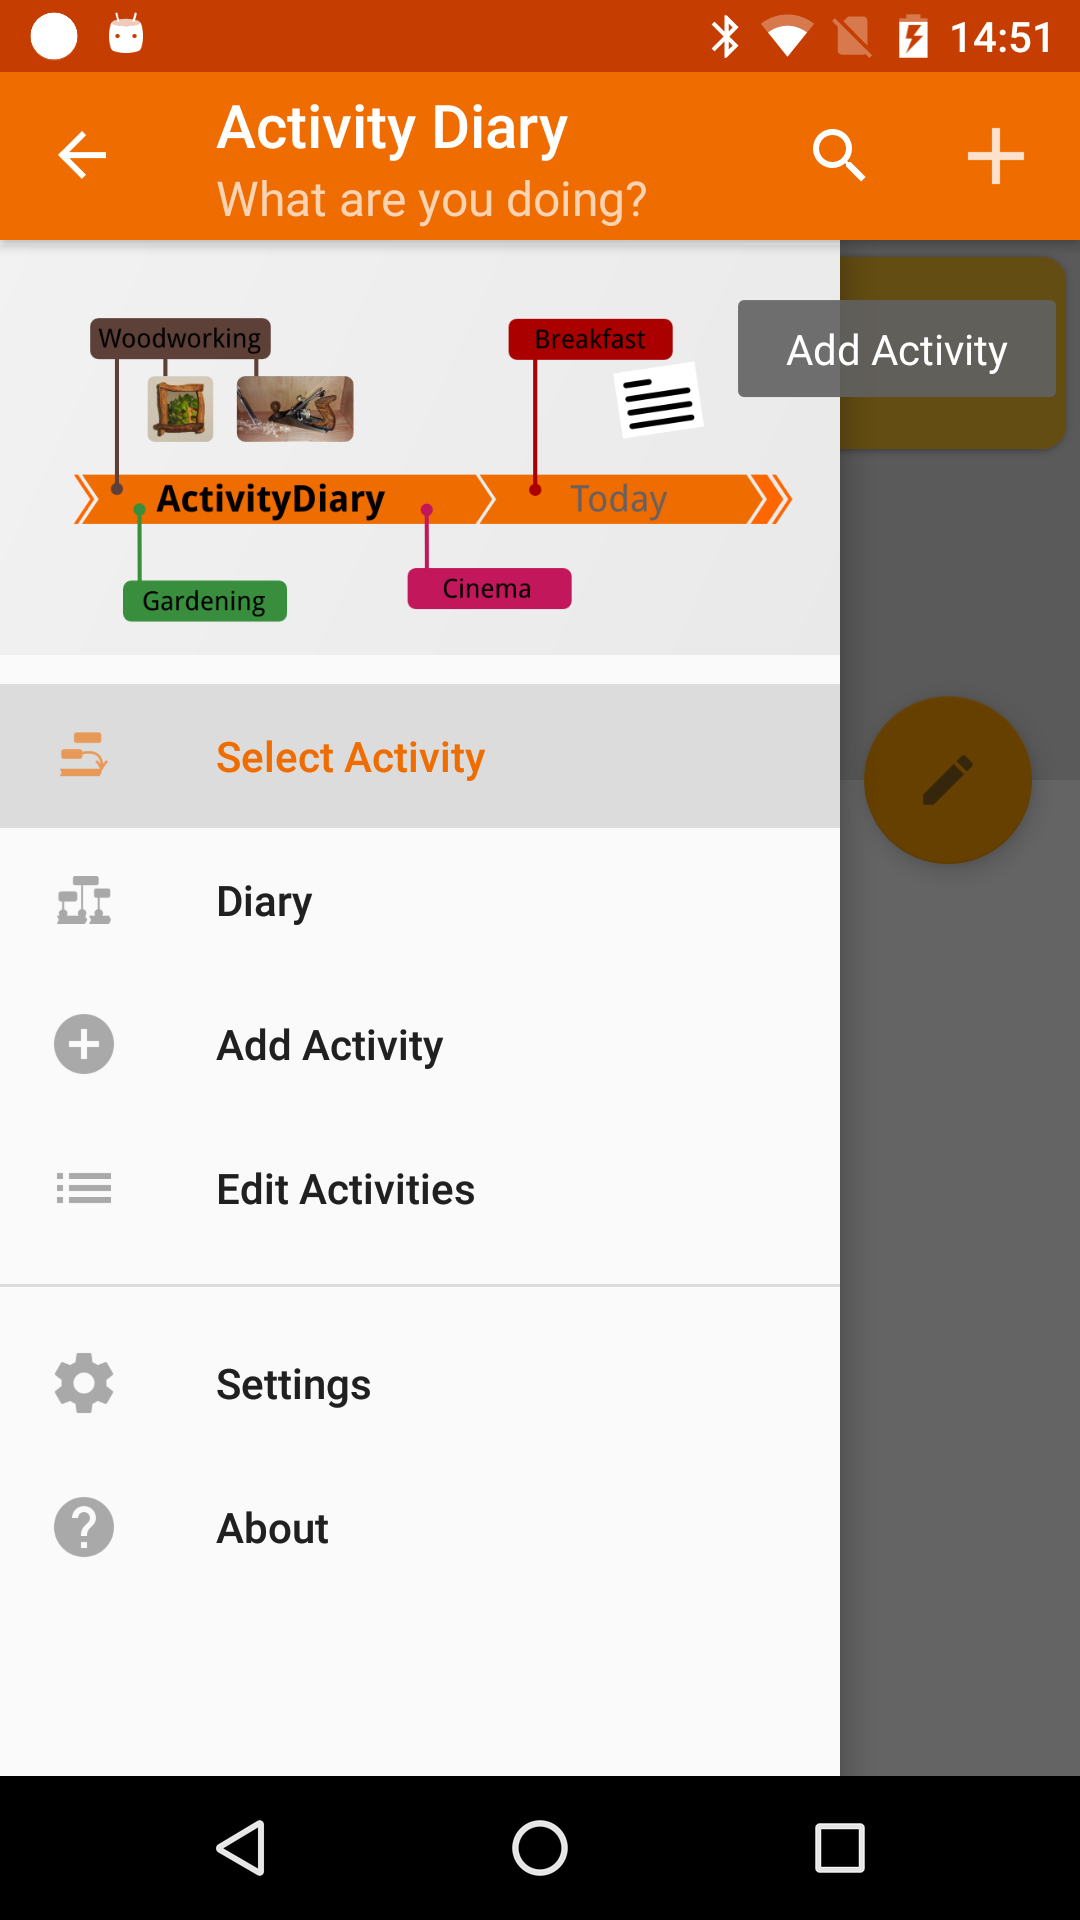 14:51
Activity Diary
What are you doing?
Woodworking
Breakfast
Add Activity
ActivityDiary
Today
Gardening
Cinema
Select Activity
Diary
Add Activity
Edit Activities
Settings
About